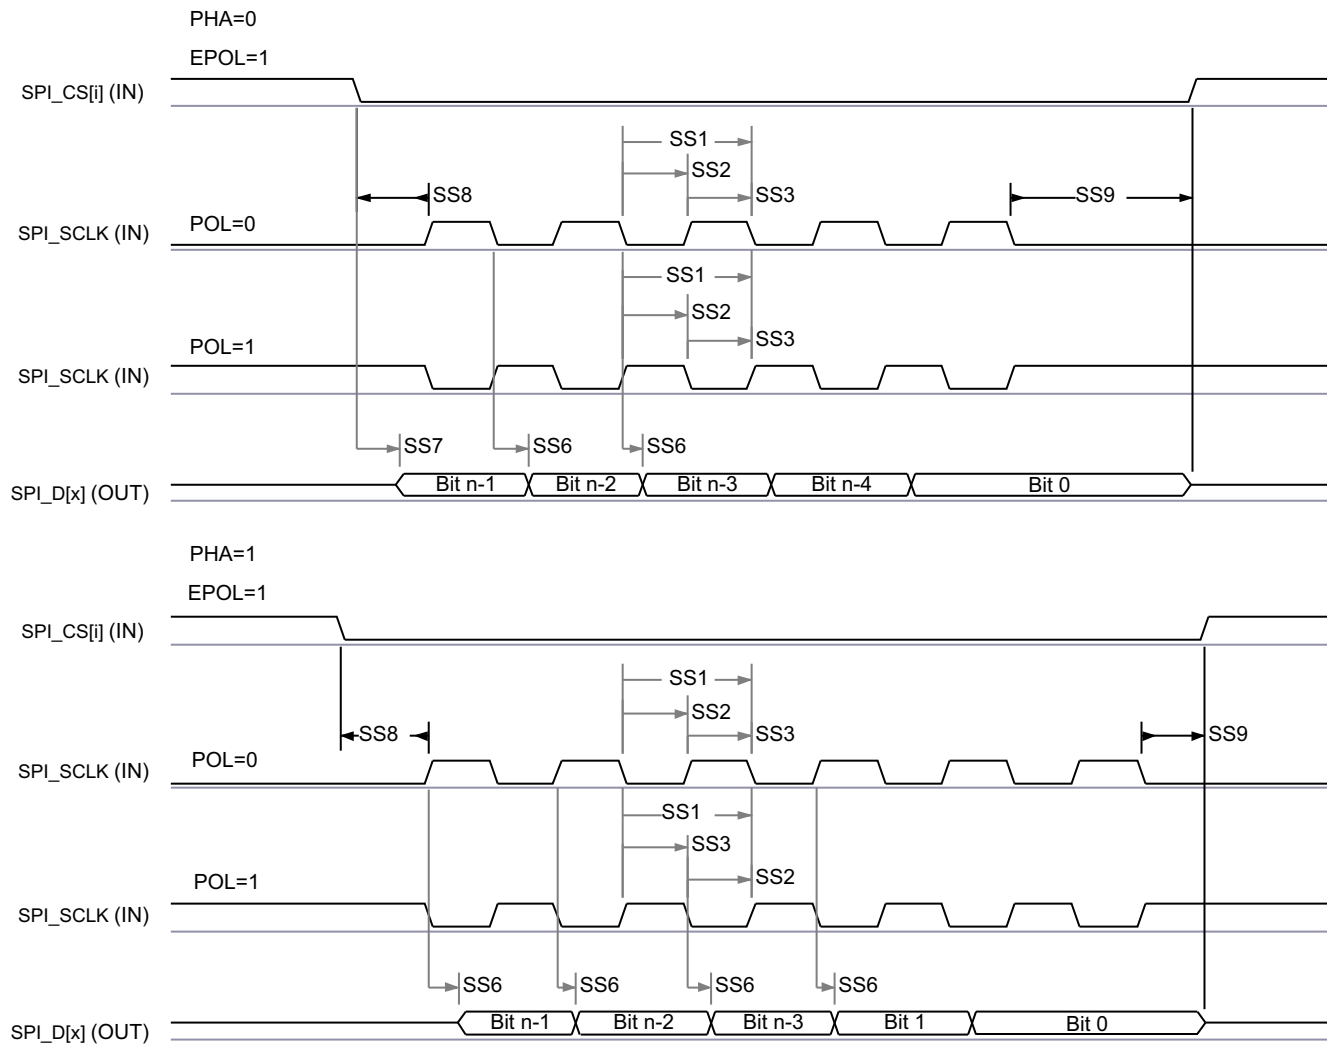 PHA=0
EPOL=1
SPI_CS[i] (IN)
SS1
SS2
SS8
SS3
SS9
POL=0
SPI_SCLK (IN)
SS1
SS2
SS3
POL=1
SPI_SCLK (IN)
SS7
SS6
SS6
SPI_D[x] (OUT)
Bit n-1
Bit n-2
Bit n-3
Bit n-4
Bit 0
PHA=1
EPOL=1
SPI_CS[i] (IN)
SS1
SS2
SS8
SS3
SS9
POL=0
SPI_SCLK (IN)
SS1
SS3
SS2
POL=1
SPI_SCLK (IN)
SS6
SS6
SS6
SS6
SPI_D[x] (OUT)
Bit n-1
Bit n-2
Bit n-3
Bit 1
Bit 0